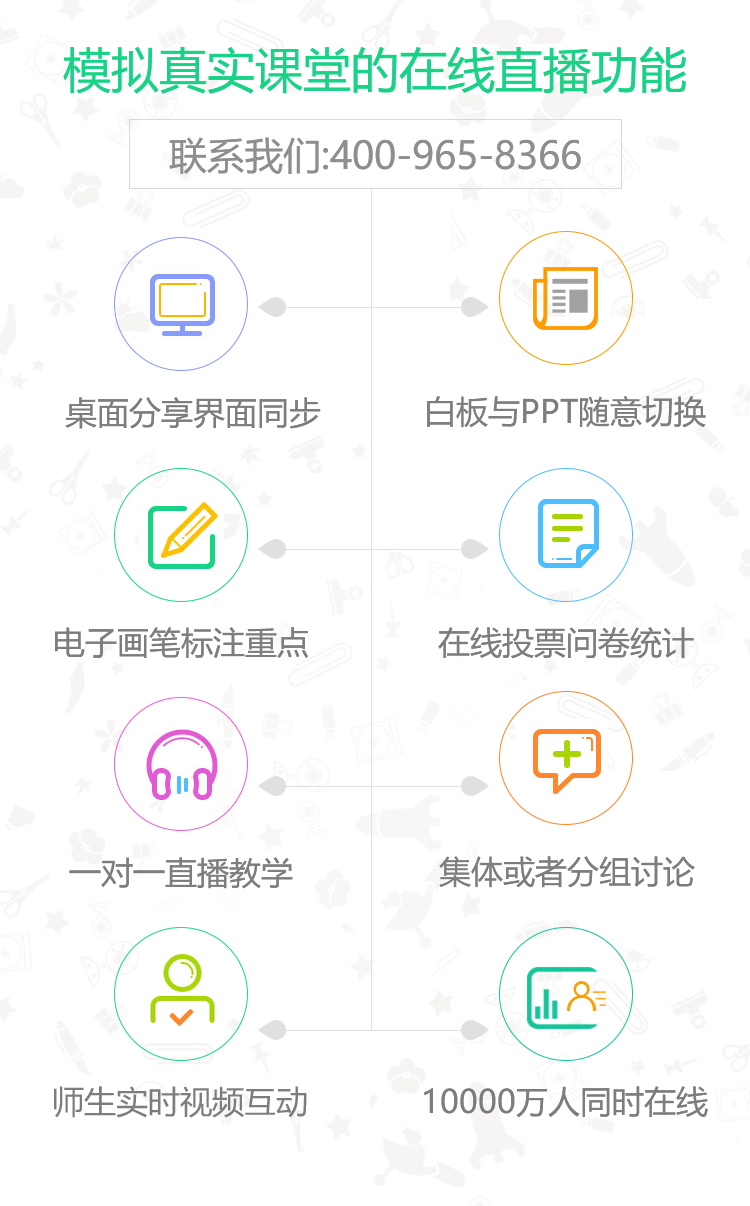 模拟真实课堂的在线直播功能
联系我们:400-965-8366
桌面分享界面同步
白板与PPT随意切换
电子画笔标注重点
在线投票问卷统计
一对一直播教学
集体或者分组讨论
师生实时视频互动
10000万人同时在线